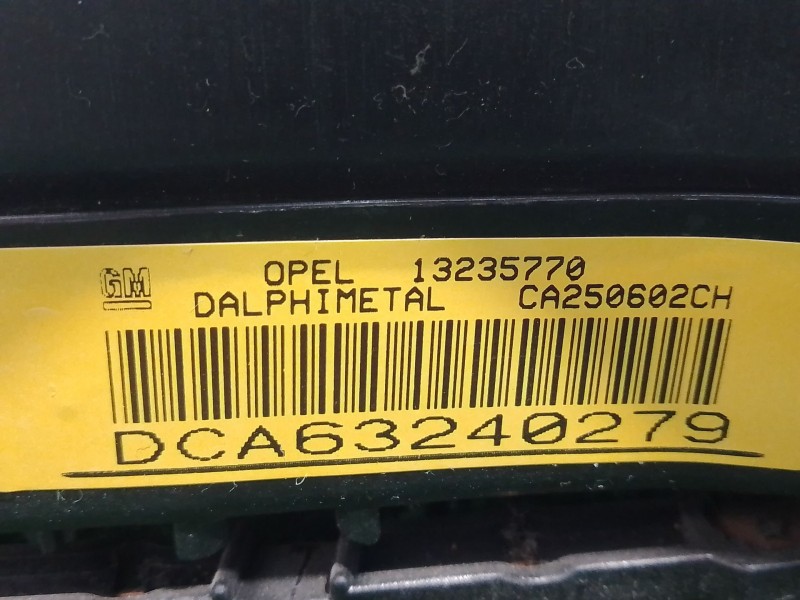 GM OPEL 13235770
DALPHIMETAL CA250602CH
DCA63240279